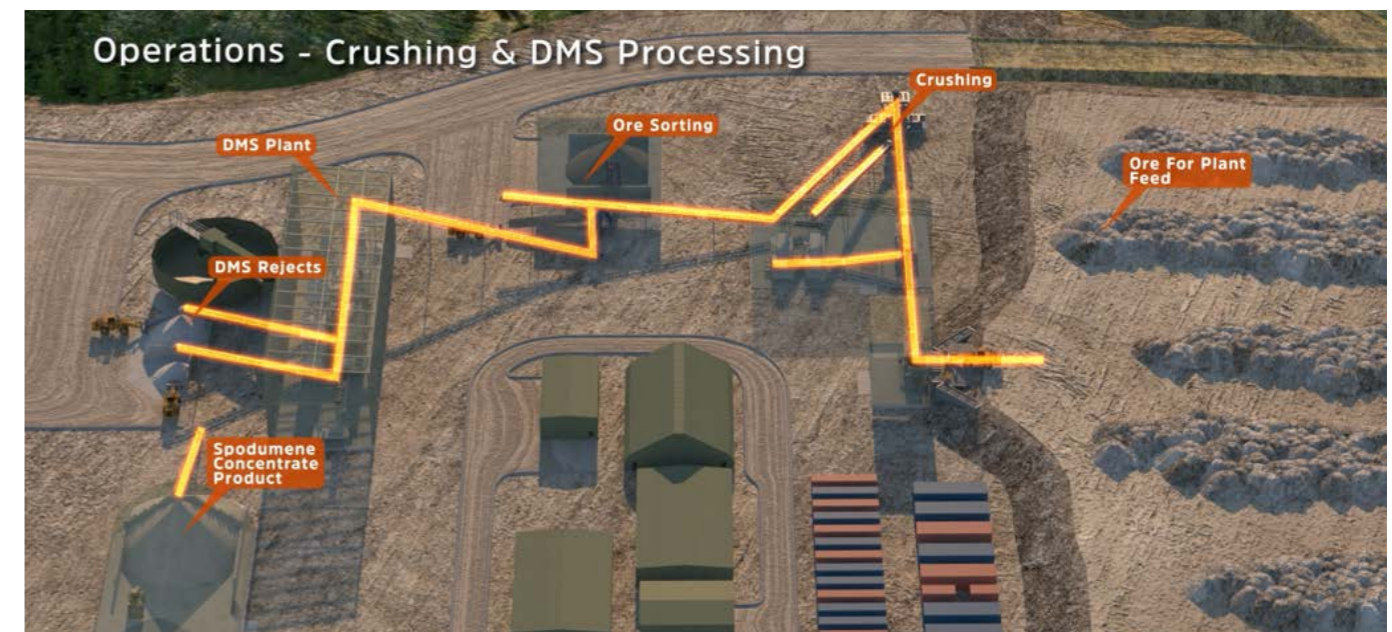 Operations - Crushing & DMS Processing
Crushing
Ore Sorting
DMS Plant
Ore For Plant
Feed
DMS Rejects
Spodumene
Concentrate
Product